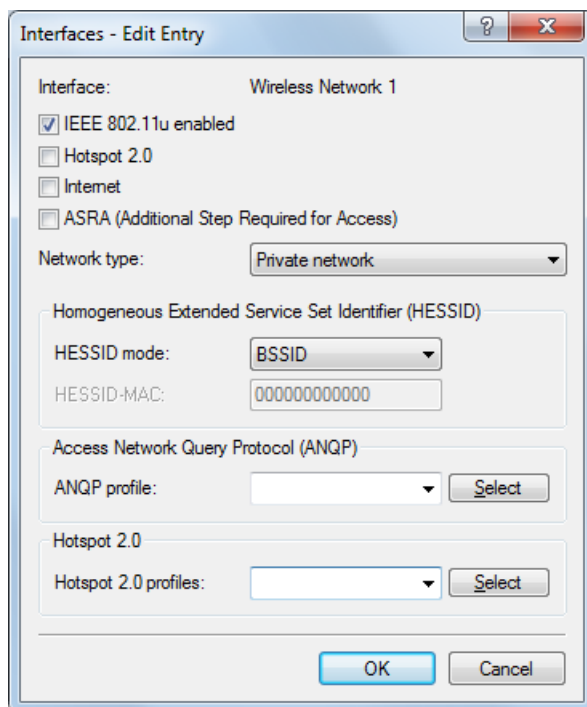 Interfaces - Edit Entry
?
Interface: Wireless Network 1
IEEE 802.11u enabled
Hotspot 2.0
Internet
ASRA (Additional Step Required for Access)
Network type: Private network
Homogeneous Extended Service Set Identifier (HESSID)
HESSID mode: BSSID
HESSID-MAC: 000000000000
Access Network Query Protocol (ANQP)
ANQP profile: Select
Hotspot 2.0
Hotspot 2.0 profiles: Select
OK Cancel